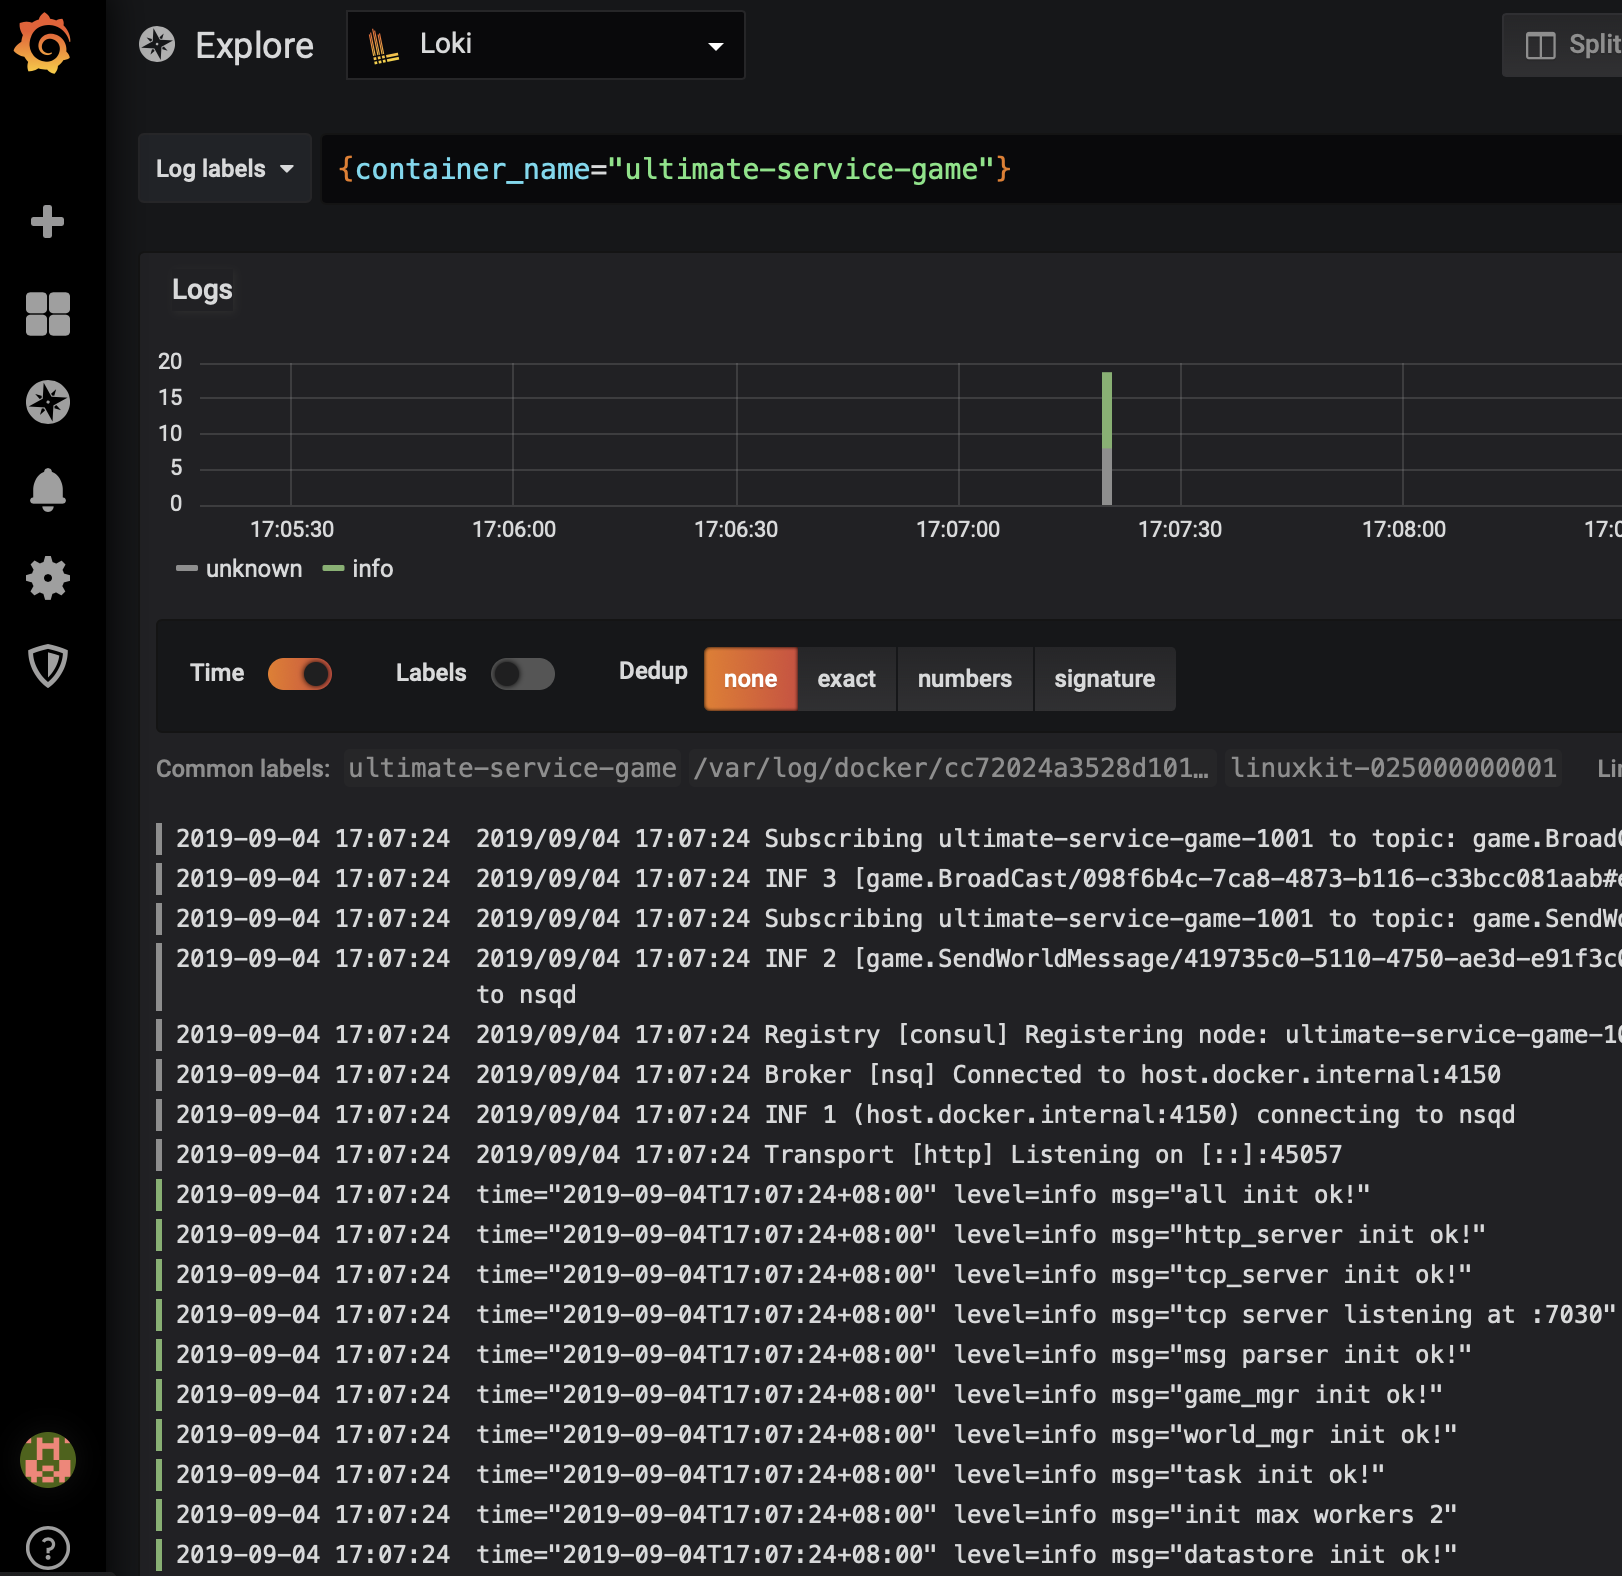 Explore
Loki
Split
Log labels
{container_name="ultimate-service-game"}
Logs
20
15
10
5
0
17:05:30 17:06:00 17:06:30 17:07:00 17:07:30 17:08:00 17:0
unknown info
Time Labels Dedup none exact numbers signature
Common labels: ultimate-service-game /var/log/docker/cc72024a3528d101… linuxkit-025000000001
2019-09-04 17:07:24 2019/09/04 17:07:24 Subscribing ultimate-service-game-1001 to topic: game.BroadC
2019-09-04 17:07:24 2019/09/04 17:07:24 INF 3 [game.BroadCast/098f6b4c-7ca8-4873-b116-c33bcc081aab#e
2019-09-04 17:07:24 2019/09/04 17:07:24 Subscribing ultimate-service-game-1001 to topic: game.SendWo
2019-09-04 17:07:24 2019/09/04 17:07:24 INF 2 [game.SendWorldMessage/419735c0-5110-4750-ae3d-e91f3c0
to nsqd
2019-09-04 17:07:24 2019/09/04 17:07:24 Registry [consul] Registering node: ultimate-service-game-10
2019-09-04 17:07:24 2019/09/04 17:07:24 Broker [nsq] Connected to host.docker.internal:4150
2019-09-04 17:07:24 2019/09/04 17:07:24 INF 1 (host.docker.internal:4150) connecting to nsqd
2019-09-04 17:07:24 2019/09/04 17:07:24 Transport [http] Listening on [::]:45057
2019-09-04 17:07:24 time="2019-09-04T17:07:24+08:00" level=info msg="all init ok!"
2019-09-04 17:07:24 time="2019-09-04T17:07:24+08:00" level=info msg="http_server init ok!"
2019-09-04 17:07:24 time="2019-09-04T17:07:24+08:00" level=info msg="tcp_server init ok!"
2019-09-04 17:07:24 time="2019-09-04T17:07:24+08:00" level=info msg="tcp server listening at :7030"
2019-09-04 17:07:24 time="2019-09-04T17:07:24+08:00" level=info msg="msg parser init ok!"
2019-09-04 17:07:24 time="2019-09-04T17:07:24+08:00" level=info msg="game_mgr init ok!"
2019-09-04 17:07:24 time="2019-09-04T17:07:24+08:00" level=info msg="world_mgr init ok!"
2019-09-04 17:07:24 time="2019-09-04T17:07:24+08:00" level=info msg="task init ok!"
2019-09-04 17:07:24 time="2019-09-04T17:07:24+08:00" level=info msg="init max workers 2"
2019-09-04 17:07:24 time="2019-09-04T17:07:24+08:00" level=info msg="datastore init ok!"